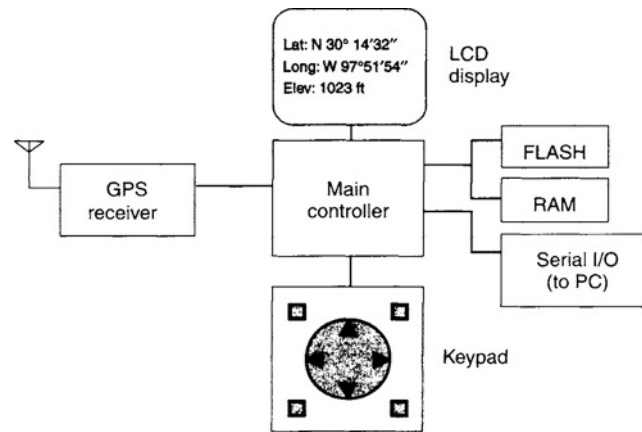 Lat: N 30° 14′32″
Long: W 97°51′54″
Elev: 1023 ft
LCD
display
GPS
receiver
Main
controller
FLASH
RAM
Serial I/O
(to PC)
Keypad